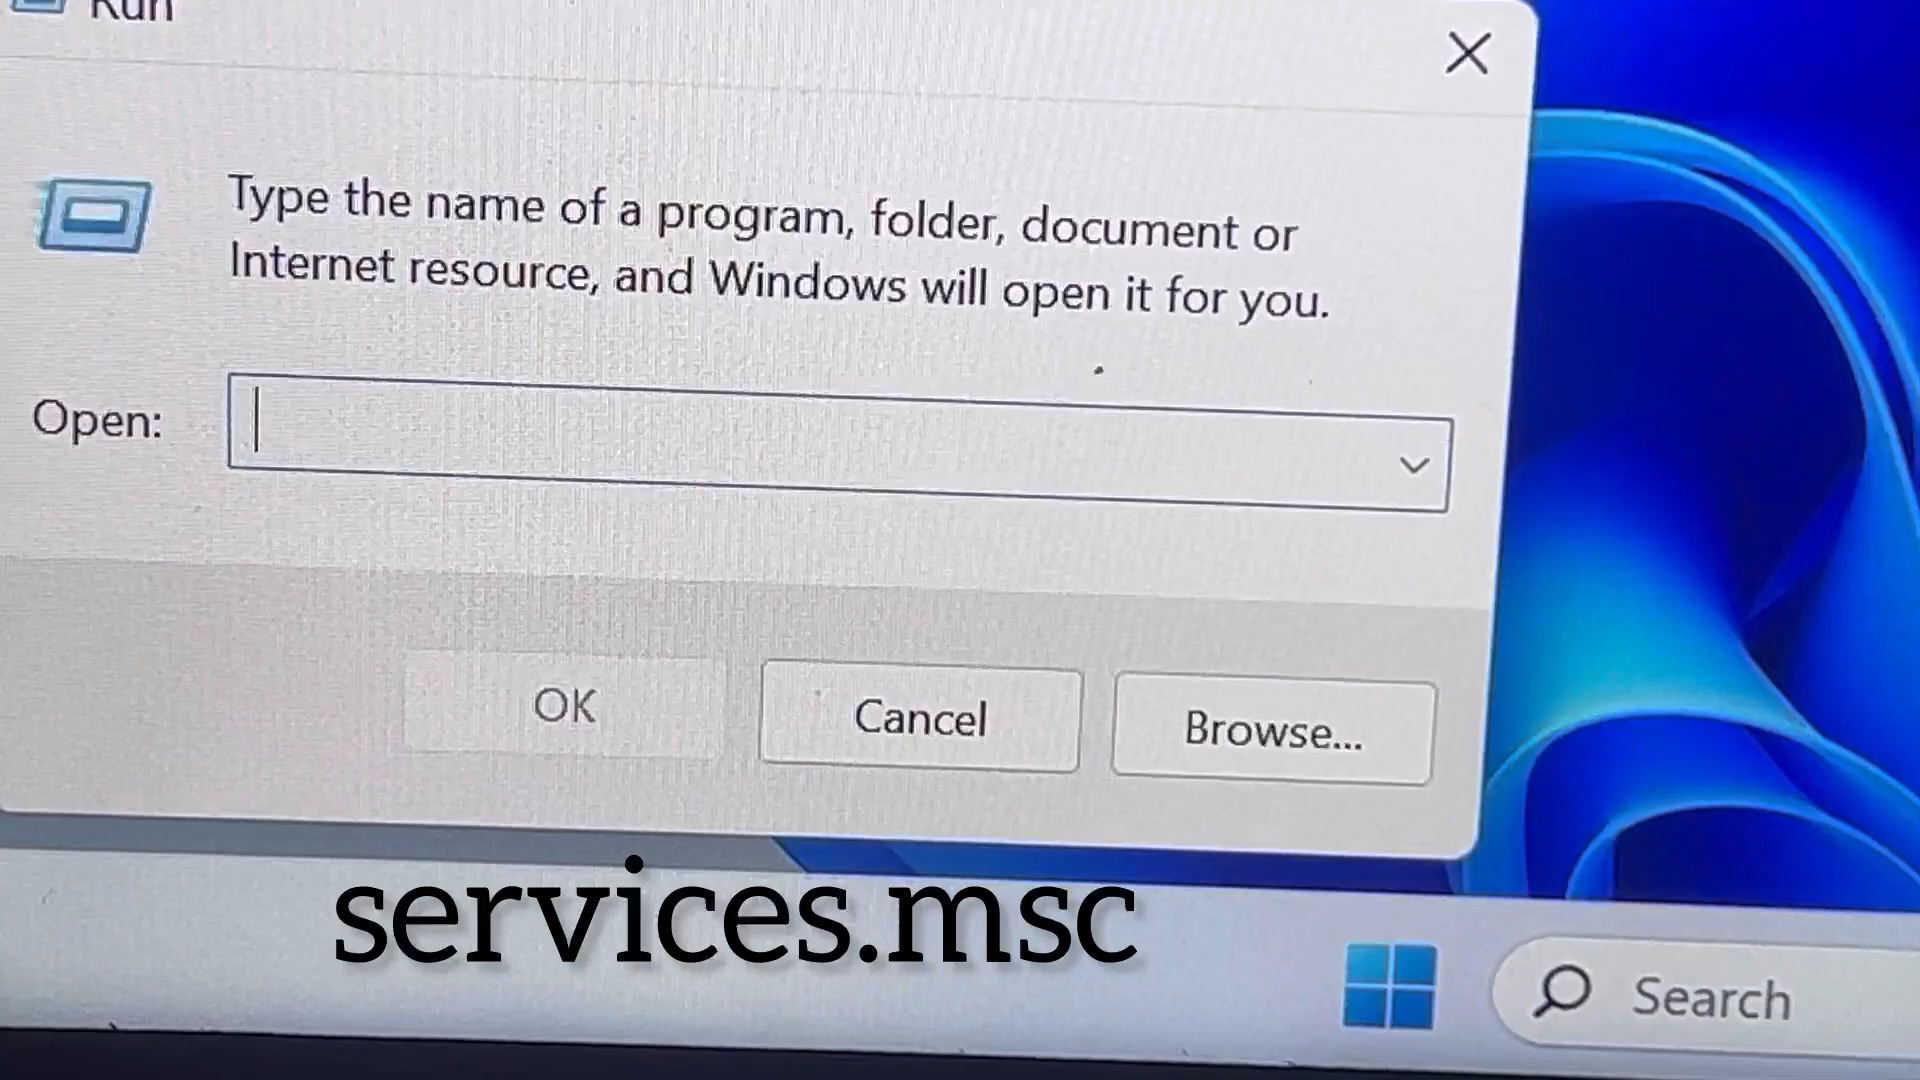 Run
Type the name of a program, folder, document or
Internet resource, and Windows will open it for you.
Open:
OK
Cancel
Browse...
services.msc
Search